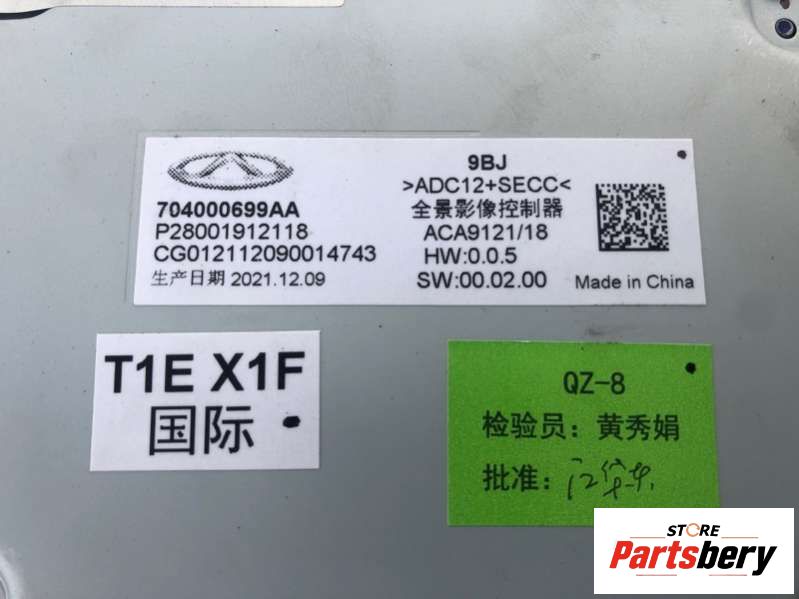 704000699AA
P28001912118
CG012112090014743
生产日期 2021.12.09
9BJ
>ADC12+SECC<
全景影像控制器
ACA9121/18
HW:0.0.5
SW:00.02.00
Made in China
T1E X1F
国际
QZ-8
检验员：黄秀娟
批准：
STORE
Partsbery